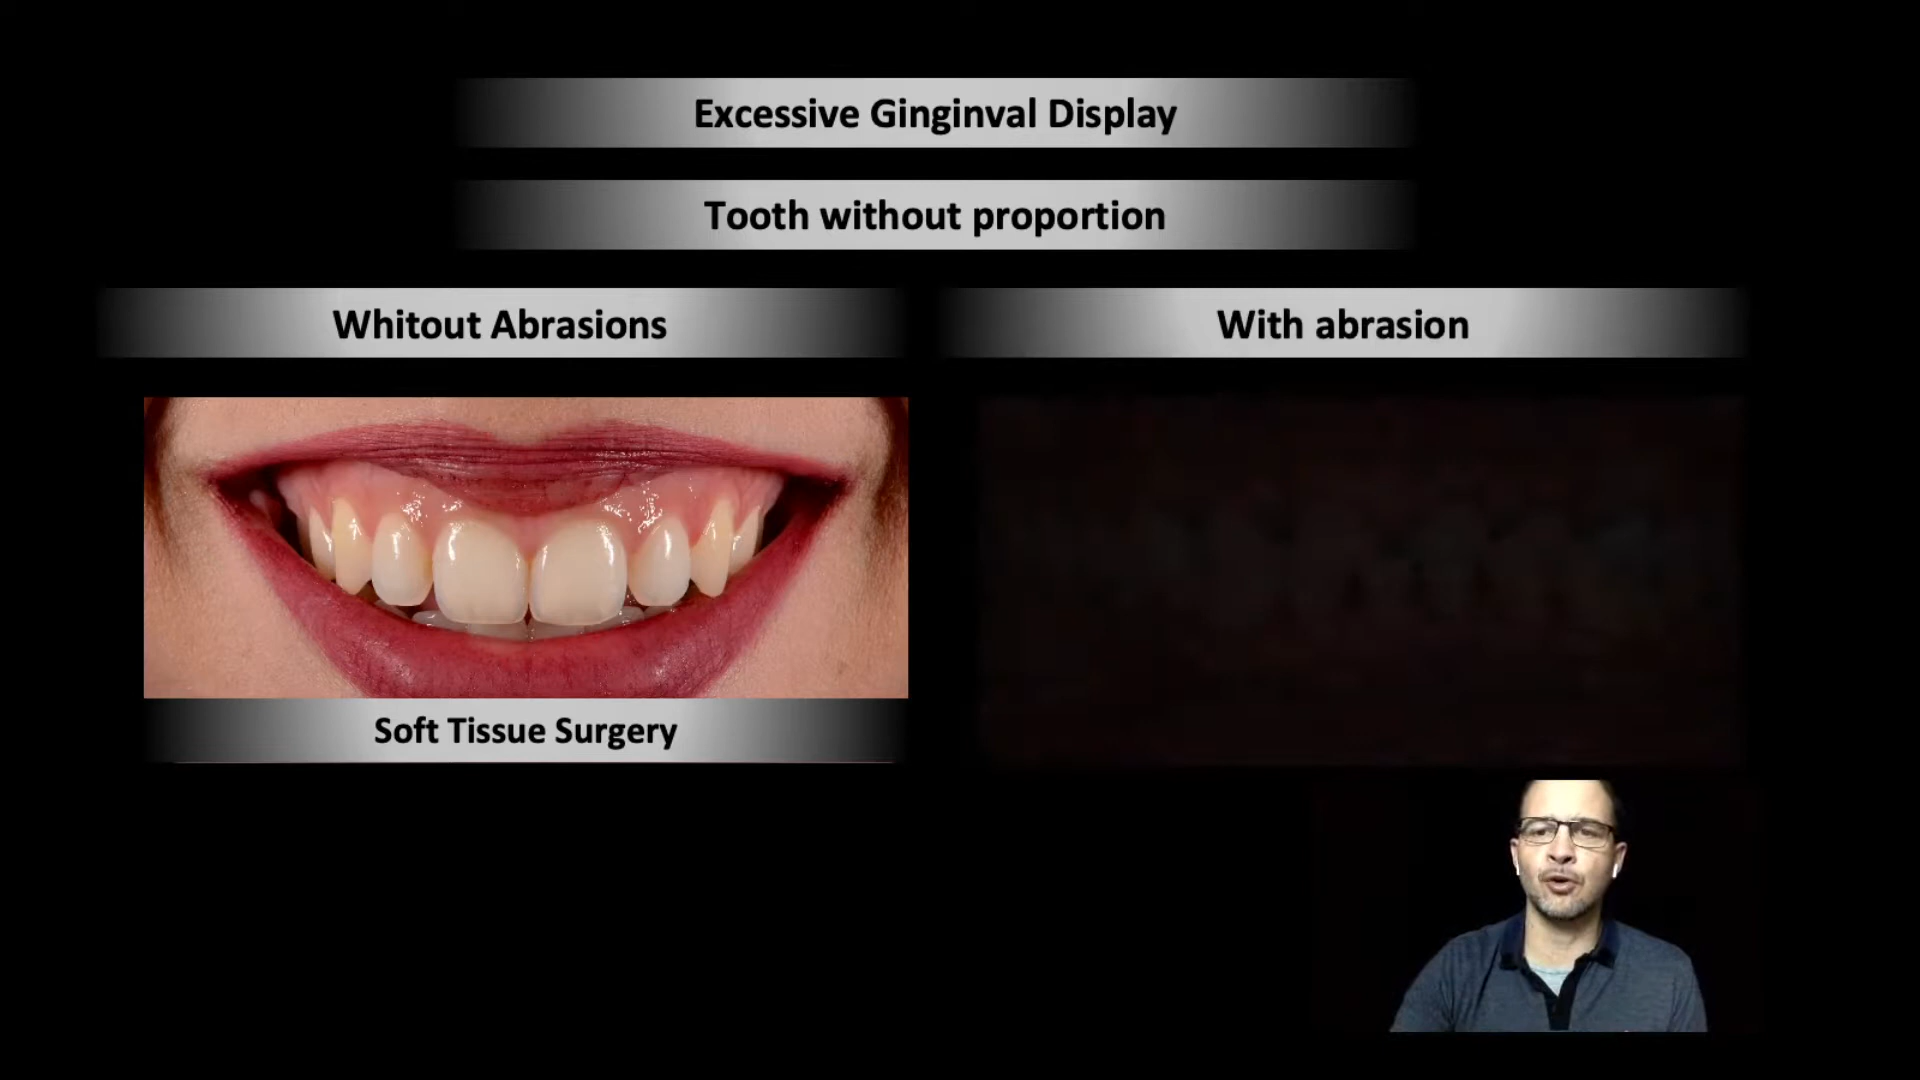 Excessive Ginginval Display
Tooth without proportion
Whitout Abrasions
With abrasion
Soft Tissue Surgery